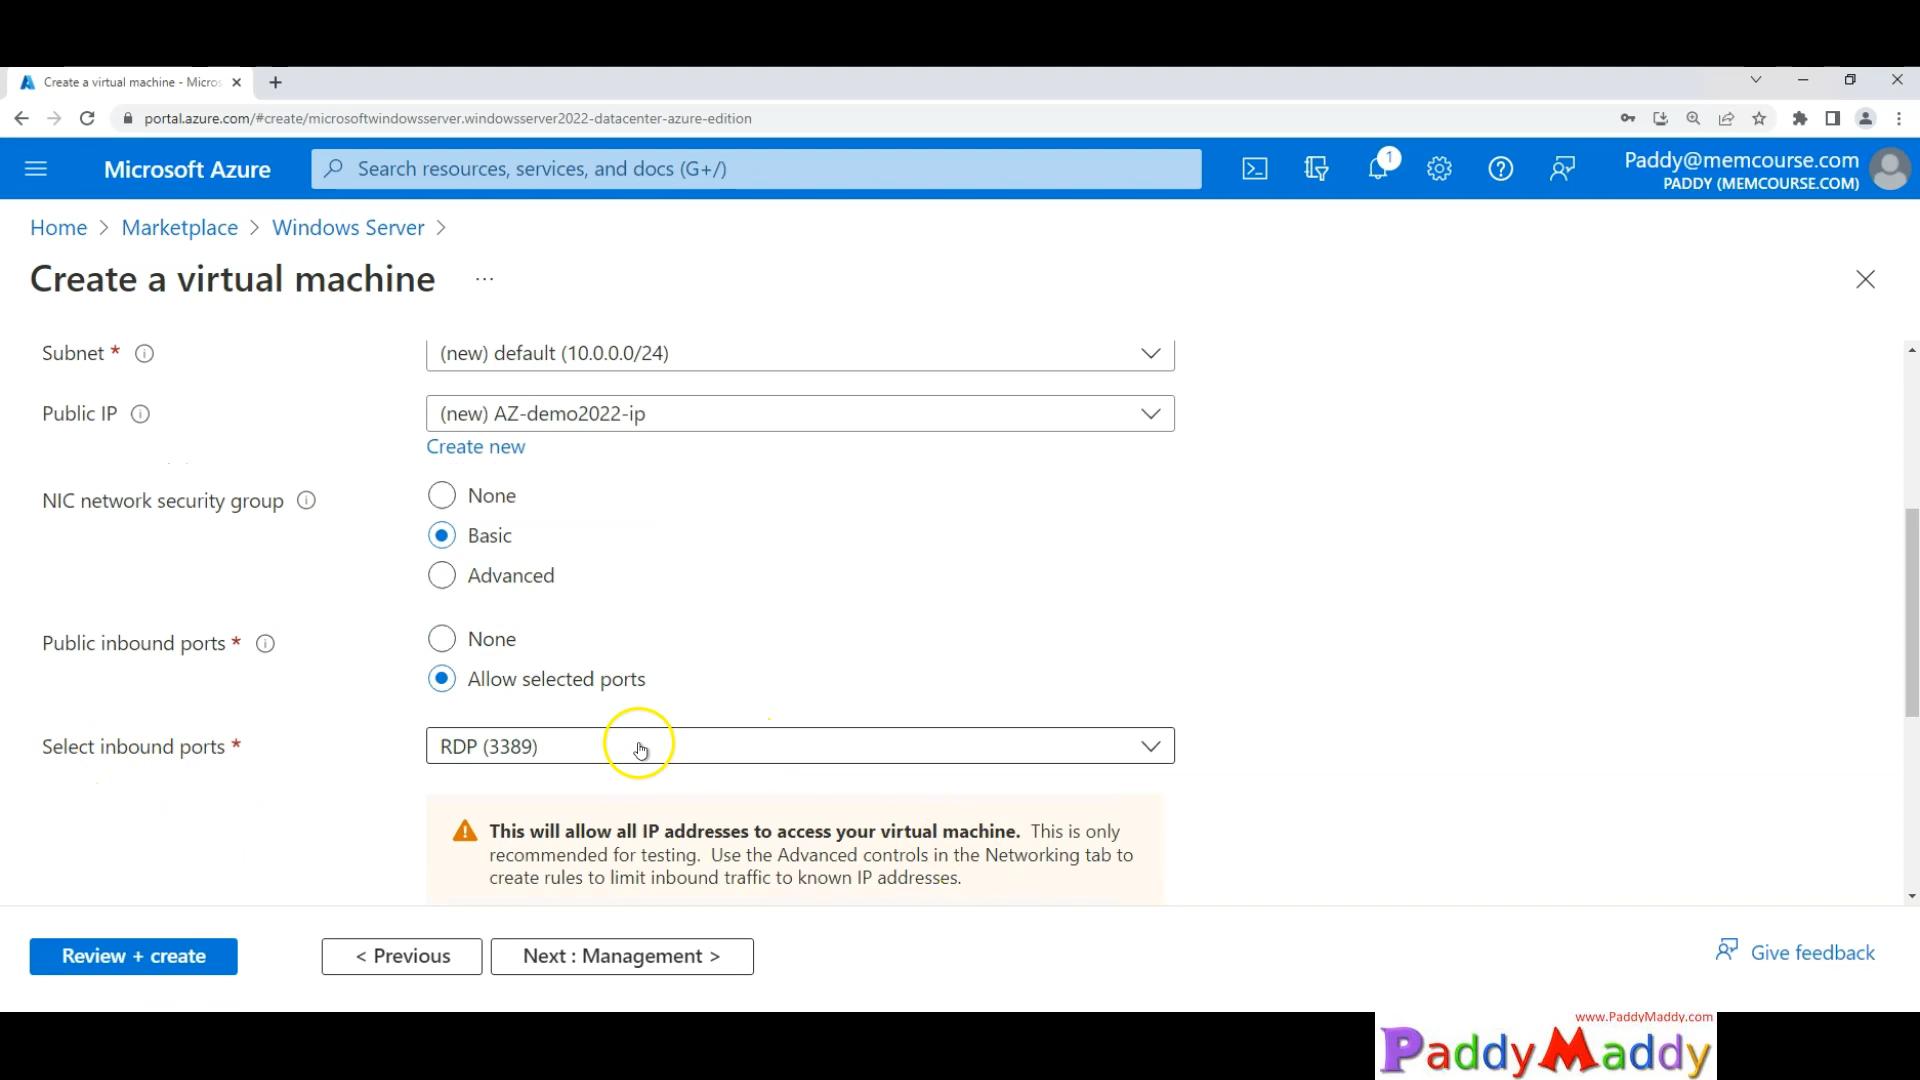 Create a virtual machine - Micros
portal.azure.com/#create/microsoftwindowsserver.windowsserver2022-datacenter-azure-edition
Microsoft Azure
Search resources, services, and docs (G+/)
1
Paddy@memcourse.com
PADDY (MEMCOURSE.COM)
Home > Marketplace > Windows Server >
Create a virtual machine ...
Subnet *
(new) default (10.0.0.0/24)
Public IP
(new) AZ-demo2022-ip
Create new
NIC network security group
None
Basic
Advanced
Public inbound ports *
None
Allow selected ports
Select inbound ports *
RDP (3389)
This will allow all IP addresses to access your virtual machine. This is only
recommended for testing. Use the Advanced controls in the Networking tab to
create rules to limit inbound traffic to known IP addresses.
Review + create
< Previous
Next : Management >
Give feedback
www.PaddyMaddy.com
PaddyMaddy